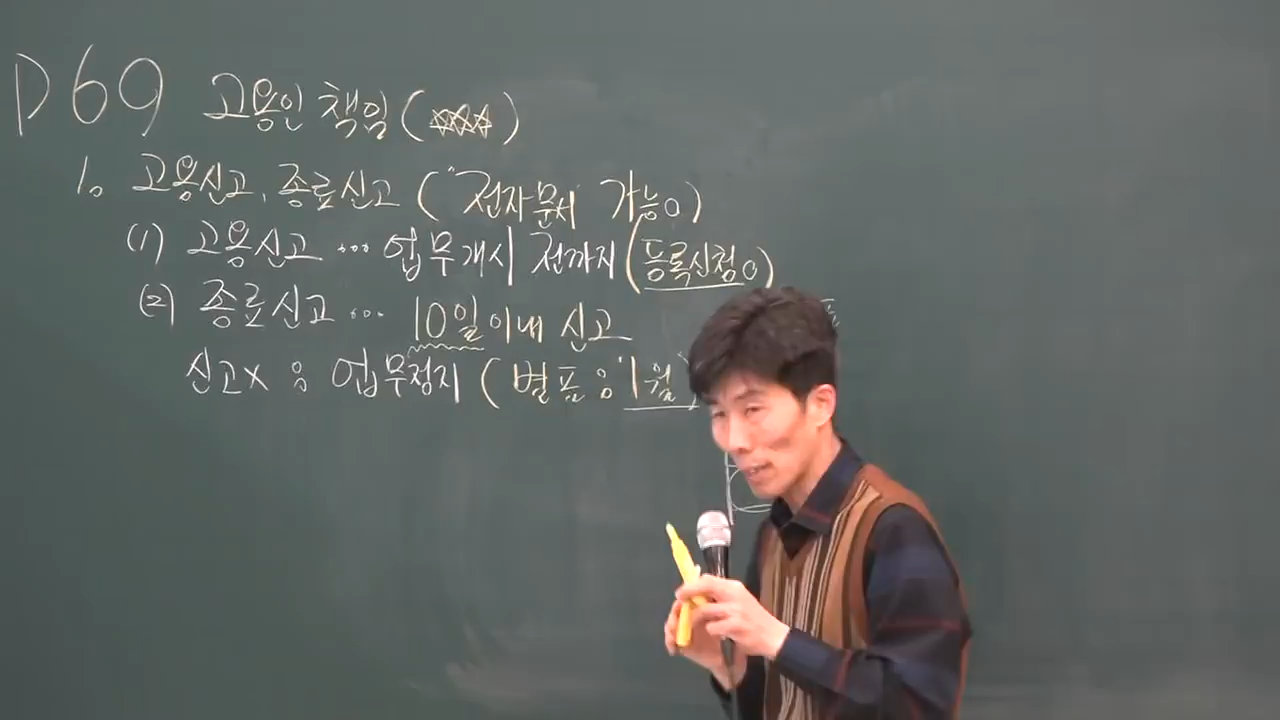 D69 고용인 책임 (☆☆☆)
1。 고용신고, 종료신고 ("전자문서 가능O)
(1) 고용신고 … 업무개시 전까지 (등록신청O)
(2) 종료신고 … 10일이내 신고
신고X 응 업무정지 (별표응 1월)